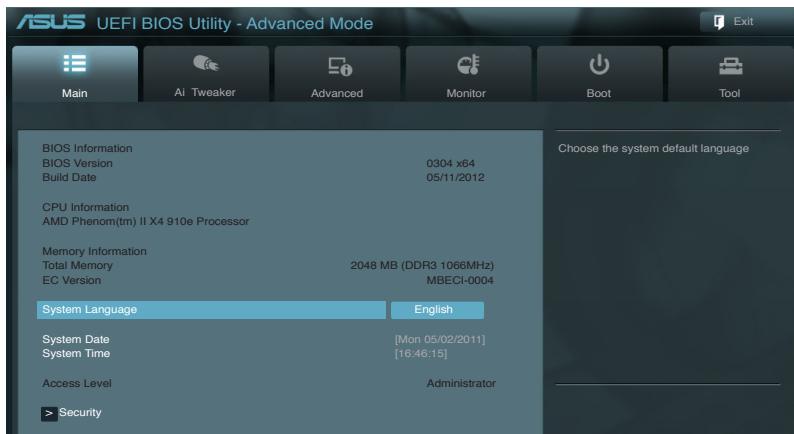 ASUS UEFI BIOS Utility - Advanced Mode
Exit
Main
Ai Tweaker
Advanced
Monitor
Boot
Tool
BIOS Information
BIOS Version 0304 x64
Build Date 05/11/2012
CPU Information
AMD Phenom(tm) II X4 910e Processor
Memory Information
Total Memory 2048 MB (DDR3 1066MHz)
EC Version MBECI-0004
System Language English
System Date [Mon 05/02/2011]
System Time [16:46:15]
Access Level Administrator
> Security
Choose the system default language